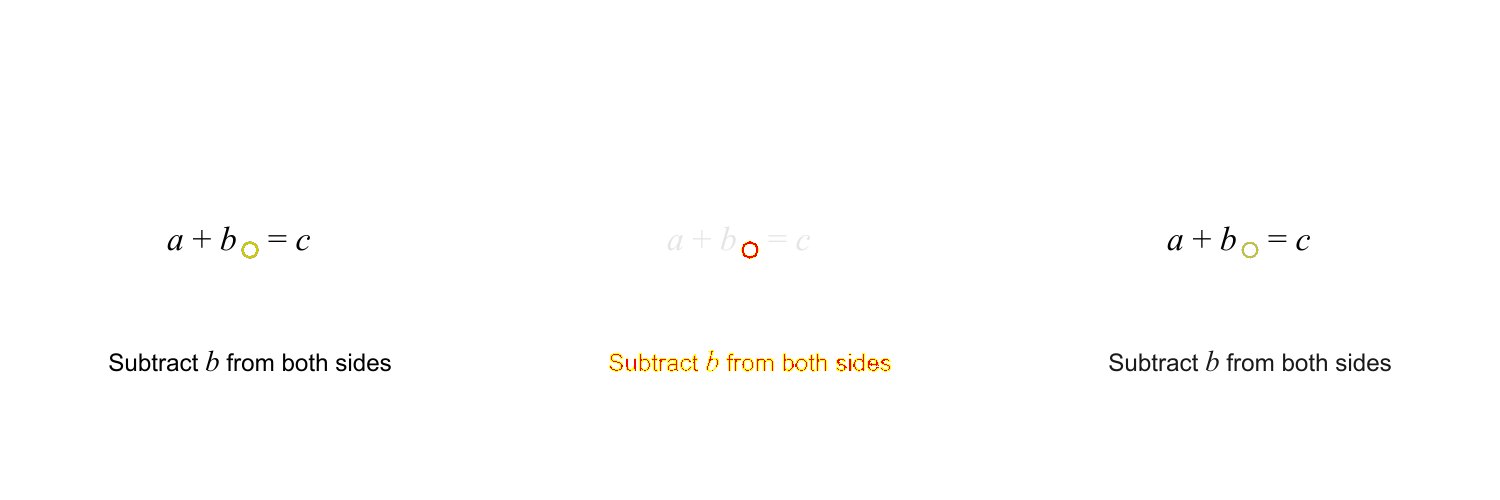 a + b = c a + b = c a + b = c
Subtract b from both sides Subtract b from both sides Subtract b from both sides